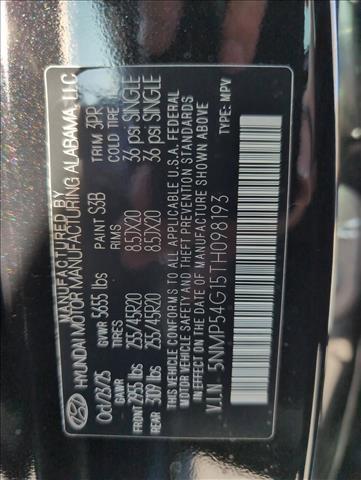 MANUFACTURED BY
HYUNDAI MOTOR MANUFACTURING ALABAMA, LLC
Oct/23/25 GVWR 5655 lbs PAINT S3B TRIM 3PR
GAWR TIRES RIMS COLD TIRE
FRONT 2955 lbs 255/45R20 8.5JX20 36 psi SINGLE
REAR 3109 lbs 255/45R20 8.5JX20 36 psi SINGLE
THIS VEHICLE CONFORMS TO ALL APPLICABLE U.S.A. FEDERAL
MOTOR VEHICLE SAFETY AND THEFT PREVENTION STANDARDS
IN EFFECT ON THE DATE OF MANUFACTURE SHOWN ABOVE
V.I.N 5NMP54G15TH098193 TYPE: MPV